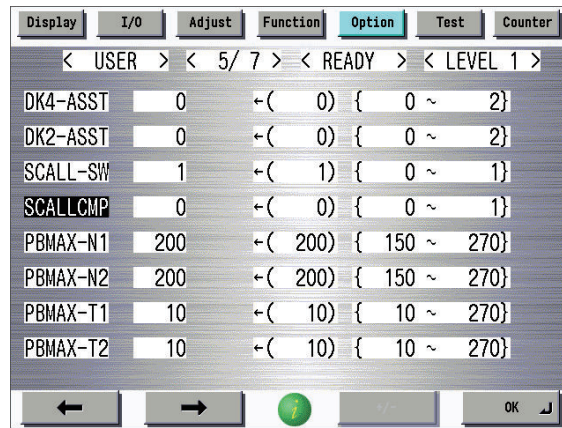 Display I/O Adjust Function Option Test Counter
< USER > < 5/ 7 > < READY > < LEVEL 1 >
DK4-ASST 0 ←( 0) { 0 ~ 2}
DK2-ASST 0 ←( 0) { 0 ~ 2}
SCALL-SW 1 ←( 1) { 0 ~ 1}
SCALLCMP 0 ←( 0) { 0 ~ 1}
PBMAX-N1 200 ←( 200) { 150 ~ 270}
PBMAX-N2 200 ←( 200) { 150 ~ 270}
PBMAX-T1 10 ←( 10) { 10 ~ 270}
PBMAX-T2 10 ←( 10) { 10 ~ 270}
← → i +/- OK ↵